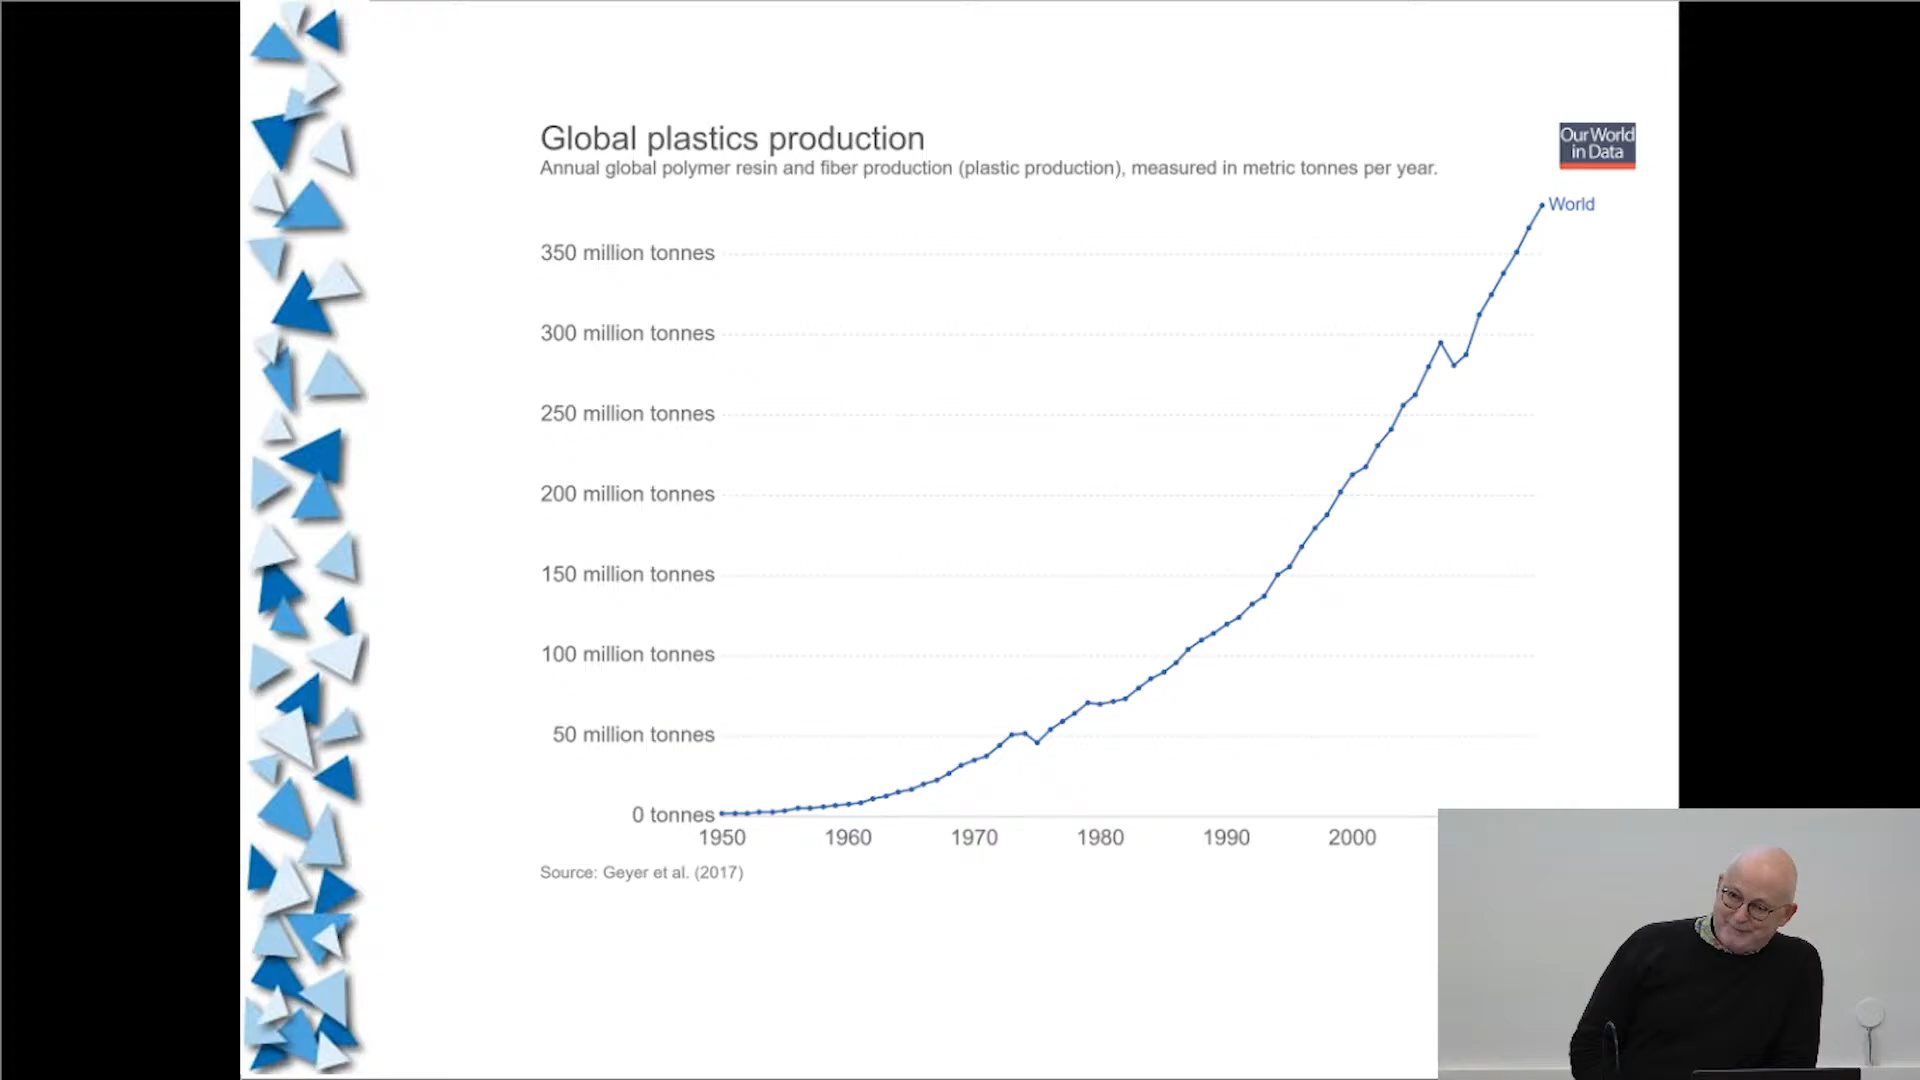 Global plastics production
Annual global polymer resin and fiber production (plastic production), measured in metric tonnes per year.
Our World
in Data
World
350 million tonnes
300 million tonnes
250 million tonnes
200 million tonnes
150 million tonnes
100 million tonnes
50 million tonnes
0 tonnes
1950 1960 1970 1980 1990 2000
Source: Geyer et al. (2017)